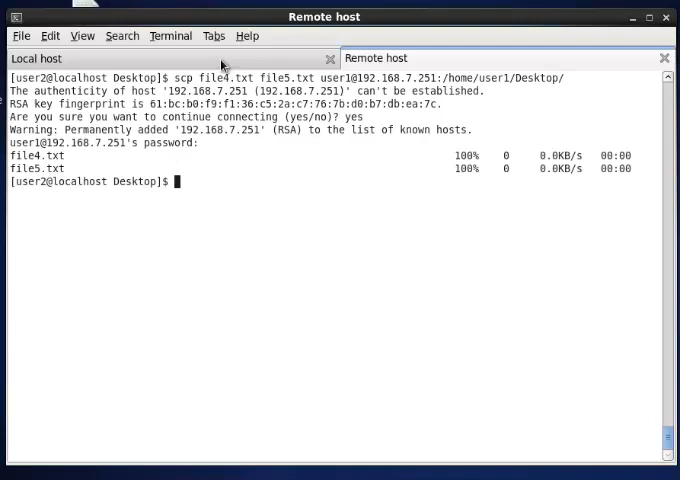 Remote host
File Edit View Search Terminal Tabs Help
Local host Remote host
[user2@localhost Desktop]$ scp file4.txt file5.txt user1@192.168.7.251:/home/user1/Desktop/
The authenticity of host '192.168.7.251 (192.168.7.251)' can't be established.
RSA key fingerprint is 61:bc:b0:f9:f1:36:c5:2a:c7:76:7b:d0:b7:db:ea:7c.
Are you sure you want to continue connecting (yes/no)? yes
Warning: Permanently added '192.168.7.251' (RSA) to the list of known hosts.
user1@192.168.7.251's password:
file4.txt 100% 0 0.0KB/s 00:00
file5.txt 100% 0 0.0KB/s 00:00
[user2@localhost Desktop]$